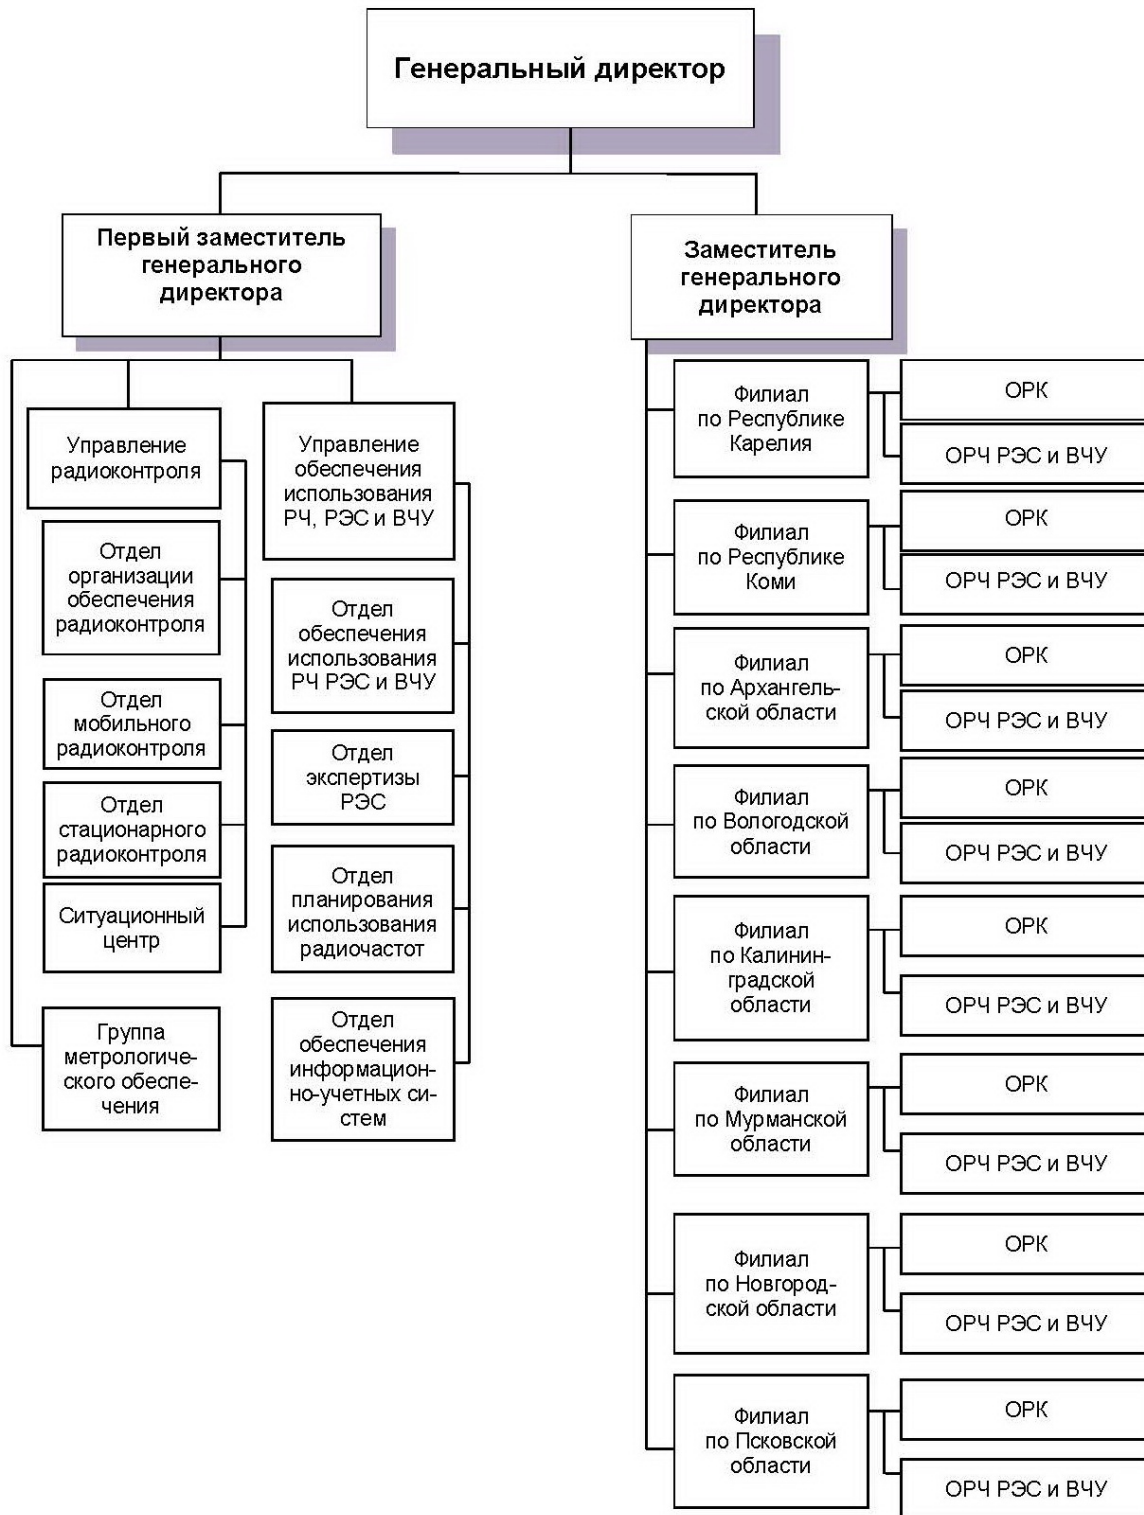 Генеральный директор
Первый заместитель
генерального
директора
Управление
радиоконтроля
Отдел
организации
обеспечения
радиоконтроля
Отдел
мобильного
радиоконтроля
Отдел
стационарного
радиоконтроля
Ситуационный
центр
Группа
метрологиче-
ского обеспе-
чения
Управление
обеспечения
использования
РЧ, РЭС и ВЧУ
Отдел
обеспечения
использования
РЧ РЭС и ВЧУ
Отдел
экспертизы
РЭС
Отдел
планирования
использования
радиочастот
Отдел
обеспечения
информацион-
но-учетных си-
стем
Заместитель
генерального
директора
Филиал
по Республике
Карелия
ОРК
ОРЧ РЭС и ВЧУ
Филиал
по Республике
Коми
ОРК
ОРЧ РЭС и ВЧУ
Филиал
по Архангель-
ской области
ОРК
ОРЧ РЭС и ВЧУ
Филиал
по Вологодской
области
ОРК
ОРЧ РЭС и ВЧУ
Филиал
по Калинин-
градской
области
ОРК
ОРЧ РЭС и ВЧУ
Филиал
по Мурманской
области
ОРК
ОРЧ РЭС и ВЧУ
Филиал
по Новгород-
ской области
ОРК
ОРЧ РЭС и ВЧУ
Филиал
по Псковской
области
ОРК
ОРЧ РЭС и ВЧУ